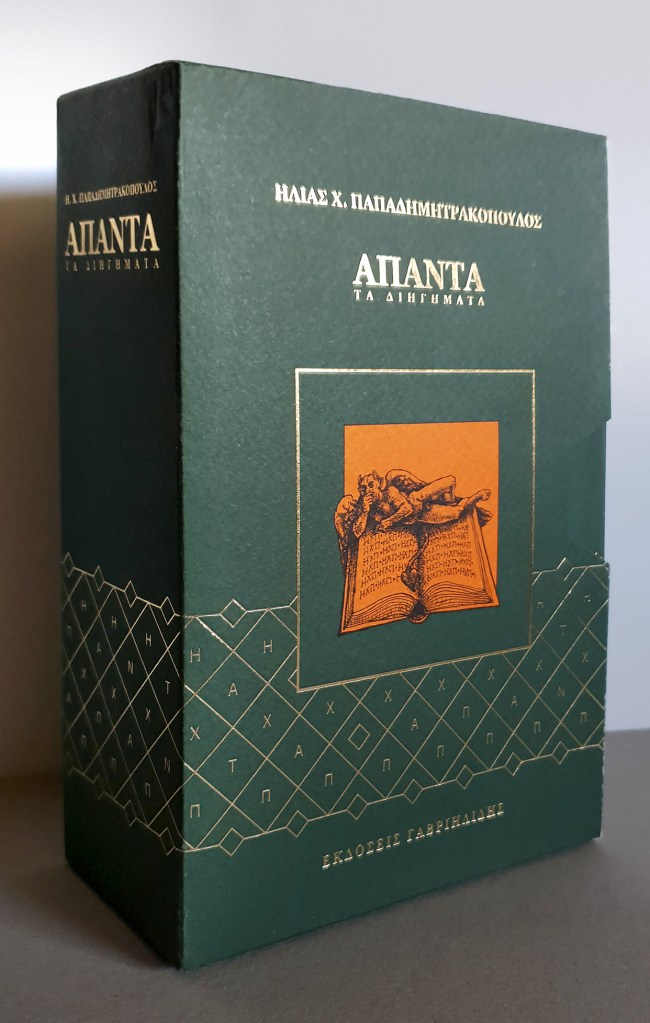 Η. Χ. ΠΑΠΑΔΗΜΗΤΡΑΚΟΠΟΥΛΟΣ
ΑΠΑΝΤΑ
ΤΑ ΔΙΗΓΗΜΑΤΑ
ΗΛΙΑΣ Χ. ΠΑΠΑΔΗΜΗΤΡΑΚΟΠΟΥΛΟΣ
ΑΠΑΝΤΑ
ΤΑ ΔΙΗΓΗΜΑΤΑ
ΕΚΔΟΣΕΙΣ ΓΑΒΡΙΗΛΙΔΗΣ